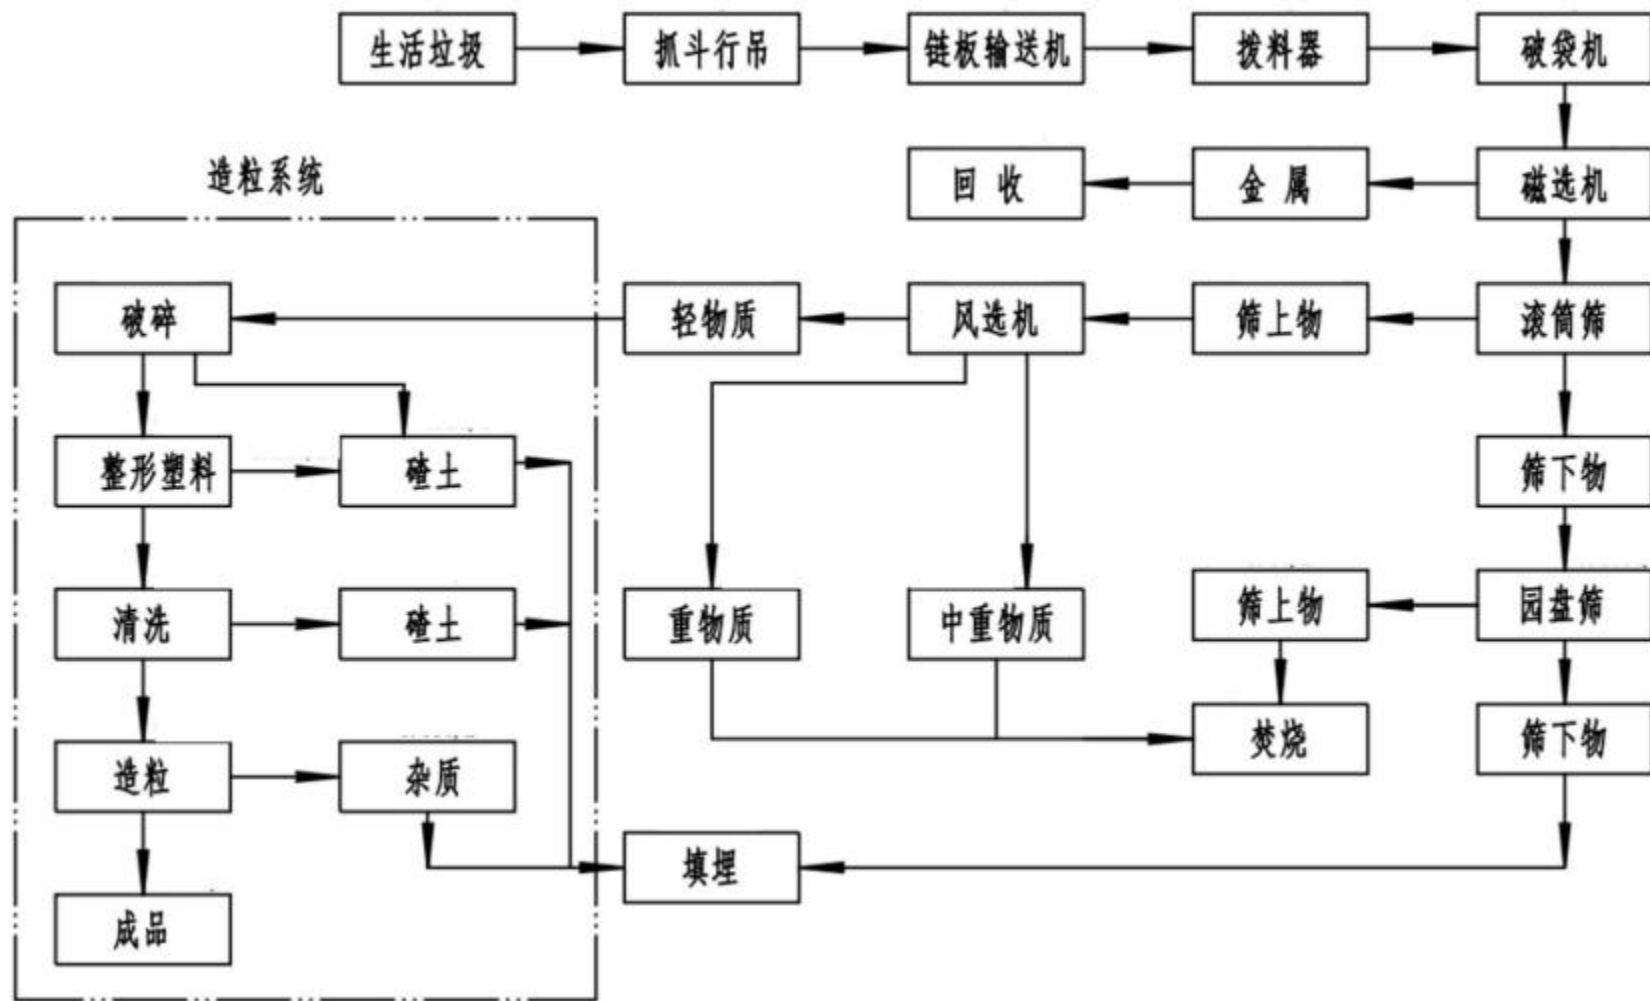 生活垃圾
抓斗行吊
链板输送机
拨料器
破袋机
造粒系统
回 收
金 属
磁选机
破碎
轻物质
风选机
筛上物
滚筒筛
整形塑料
碴土
筛下物
清洗
碴土
重物质
中重物质
筛上物
园盘筛
造粒
杂质
焚烧
筛下物
填埋
成品